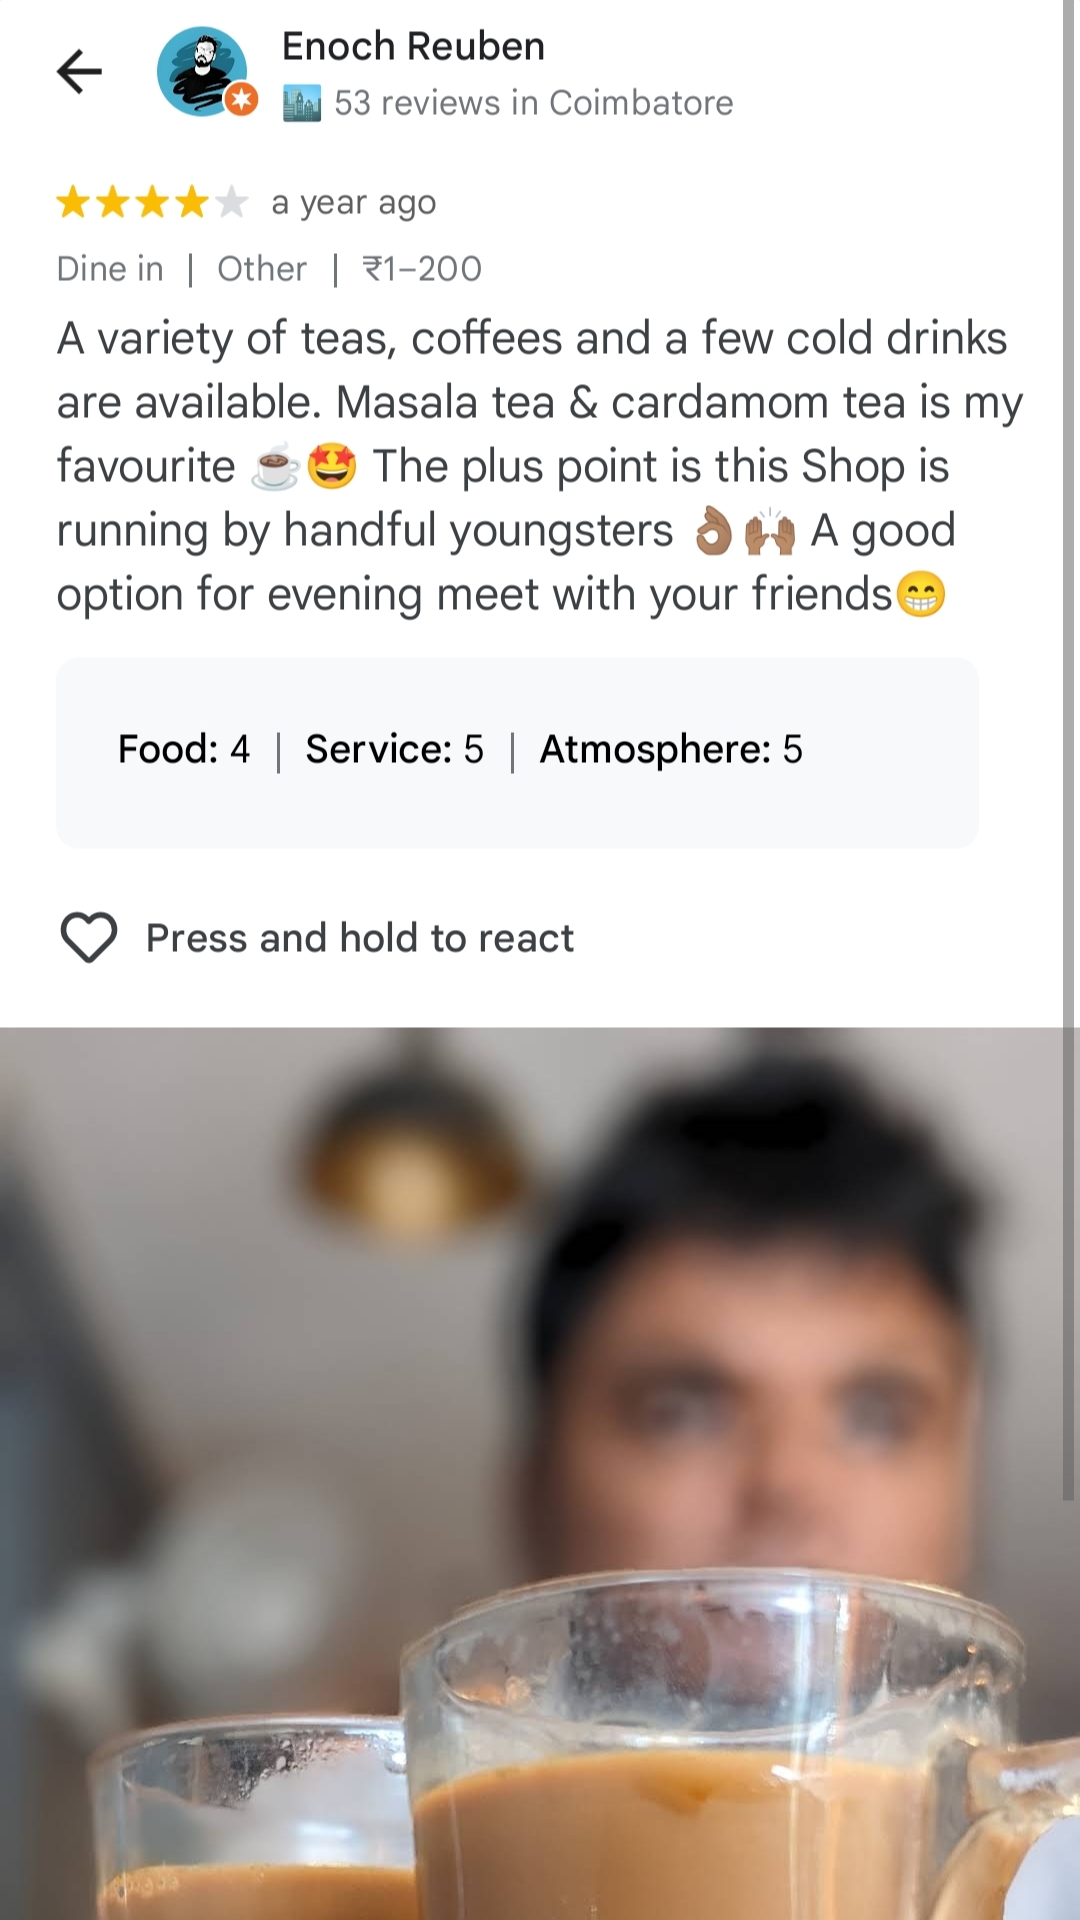 Enoch Reuben
53 reviews in Coimbatore
a year ago
Dine in | Other | ₹1–200
A variety of teas, coffees and a few cold drinks
are available. Masala tea & cardamom tea is my
favourite ☕🤩 The plus point is this Shop is
running by handful youngsters 👌🏽🙌🏽 A good
option for evening meet with your friends😁
Food: 4 | Service: 5 | Atmosphere: 5
Press and hold to react